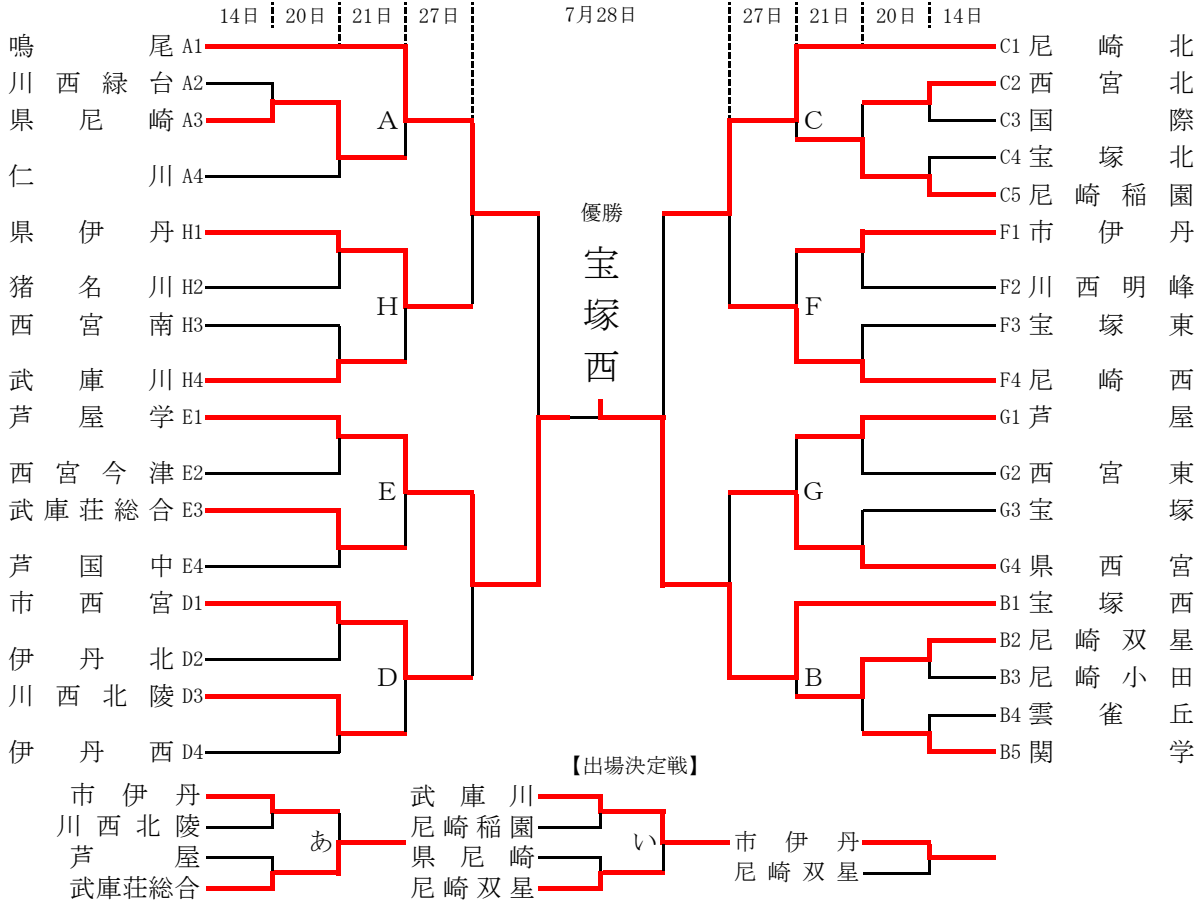 14日 20日 21日 27日 7月28日 27日 21日 20日 14日
鳴尾 A1
川西緑台 A2
県尼崎 A3
仁川 A4
県伊丹 H1
猪名川 H2
西宮南 H3
武庫川 H4
芦屋学 E1
西宮今津 E2
武庫荘総合 E3
芦国中 E4
市西宮 D1
伊丹北 D2
川西北陵 D3
伊丹西 D4
A
H
E
D
優勝
宝塚西
C
F
G
B
C1 尼崎北
C2 西宮北
C3 国際
C4 宝塚北
C5 尼崎稲園
F1 市伊丹
F2 川西明峰
F3 宝塚東
F4 尼崎西
G1 芦屋
G2 西宮東
G3 宝塚
G4 県西宮
B1 宝塚西
B2 尼崎双星
B3 尼崎小田
B4 雲雀丘
B5 関学
【出場決定戦】
市伊丹
川西北陵
芦屋
武庫荘総合
あ
武庫川
尼崎稲園
県尼崎
尼崎双星
い
市伊丹
尼崎双星